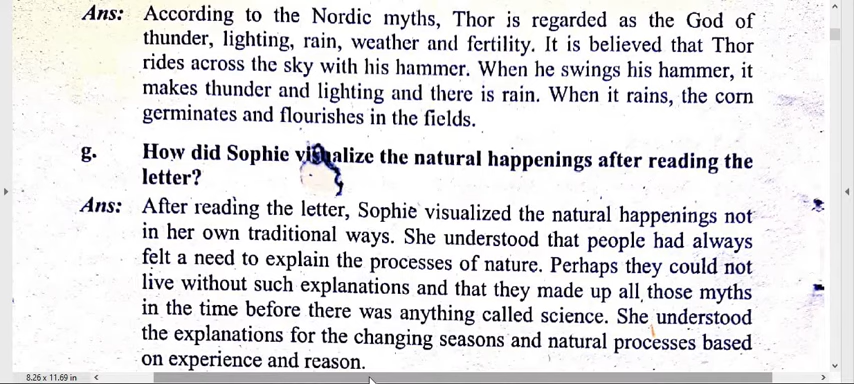 Ans: According to the Nordic myths, Thor is regarded as the God of
thunder, lighting, rain, weather and fertility. It is believed that Thor
rides across the sky with his hammer. When he swings his hammer, it
makes thunder and lighting and there is rain. When it rains, the corn
germinates and flourishes in the fields.
g. How did Sophie visualize the natural happenings after reading the
letter?
Ans: After reading the letter, Sophie visualized the natural happenings not
in her own traditional ways. She understood that people had always
felt a need to explain the processes of nature. Perhaps they could not
live without such explanations and that they made up all those myths
in the time before there was anything called science. She understood
the explanations for the changing seasons and natural processes based
on experience and reason.
8.26 x 11.69 in